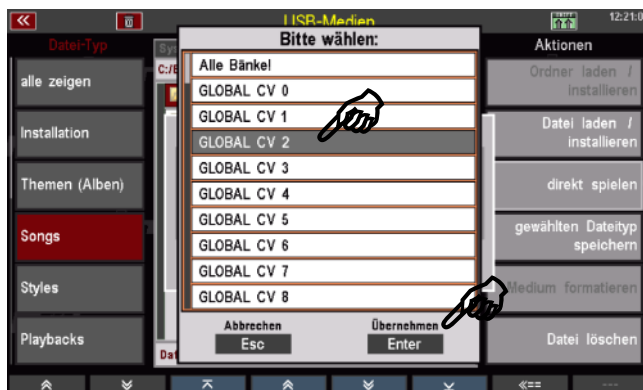 USB-Medien
12:21:0
Datei-Typ
Sys
Bitte wählen:
Aktionen
C:/E
alle zeigen
Installation
Themen (Alben)
Songs
Styles
Playbacks
Alle Bänke!
GLOBAL CV 0
GLOBAL CV 1
GLOBAL CV 2
GLOBAL CV 3
GLOBAL CV 4
GLOBAL CV 5
GLOBAL CV 6
GLOBAL CV 7
GLOBAL CV 8
Abbrechen
Esc
Übernehmen
Enter
Dat
Ordner laden /
installieren
Datei laden /
installieren
direkt spielen
gewählten Dateityp
speichern
Medium formatieren
Datei löschen
«==
---